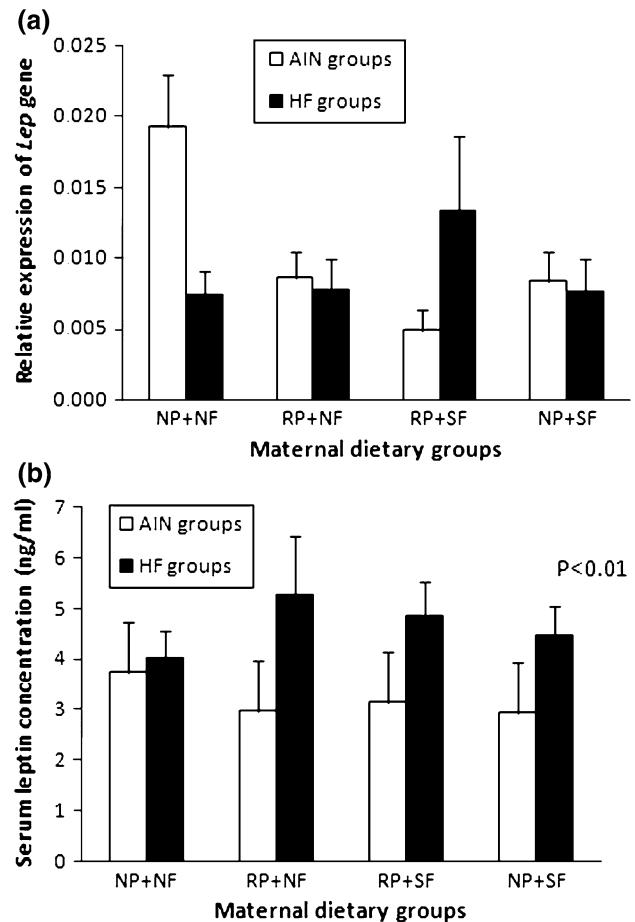 (a)
Relative expression of Lep gene
0.025
0.020
0.015
0.010
0.005
0.000
AIN groups
HF groups
NP+NF RP+NF RP+SF NP+SF
Maternal dietary groups
(b)
Serum leptin concentration (ng/ml)
7
6
5
4
3
2
1
0
AIN groups
HF groups
P<0.01
NP+NF RP+NF RP+SF NP+SF
Maternal dietary groups